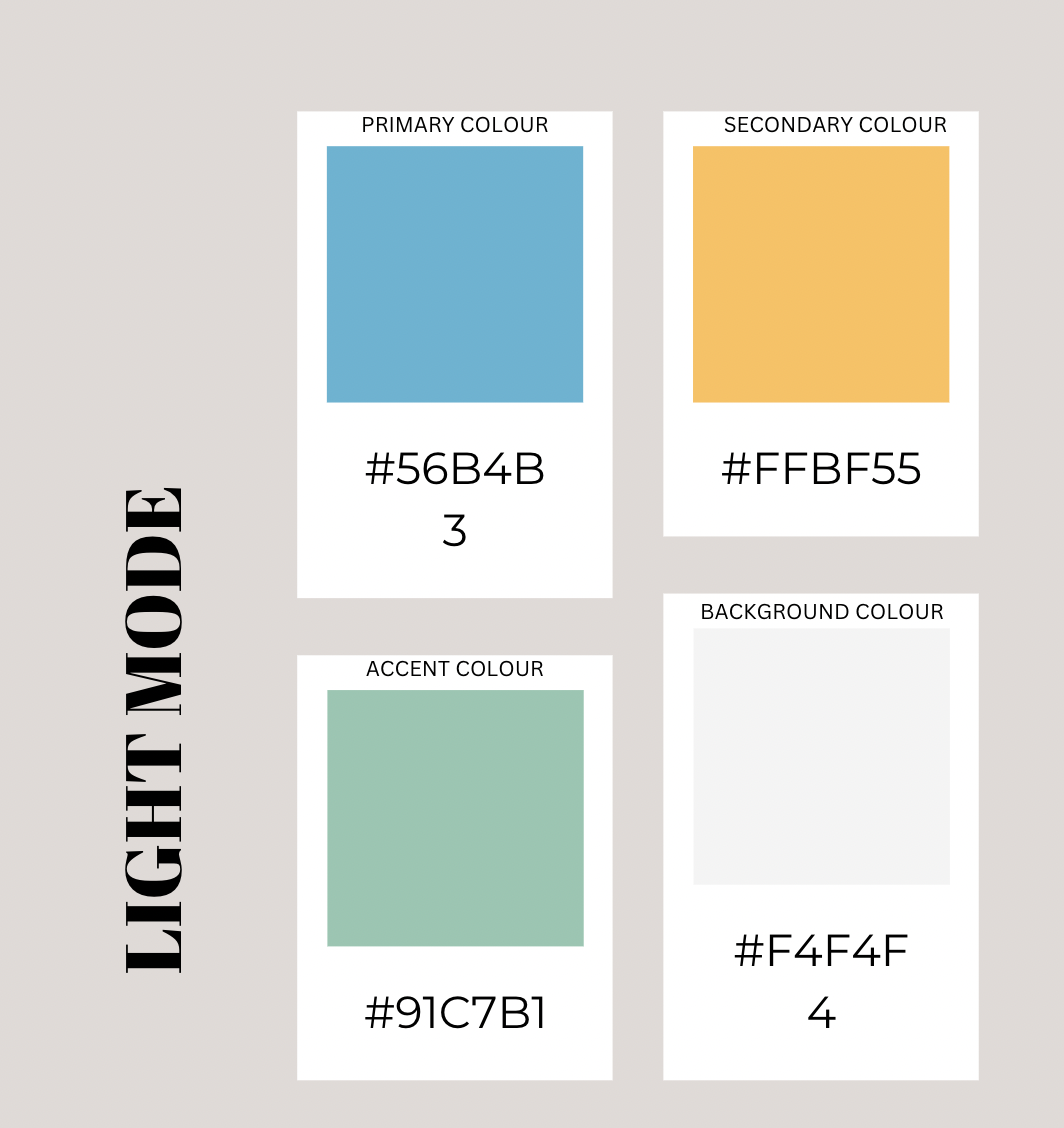 LIGHT MODE
PRIMARY COLOUR
#56B4B
3
SECONDARY COLOUR
#FFBF55
ACCENT COLOUR
#91C7B1
BACKGROUND COLOUR
#F4F4F
4